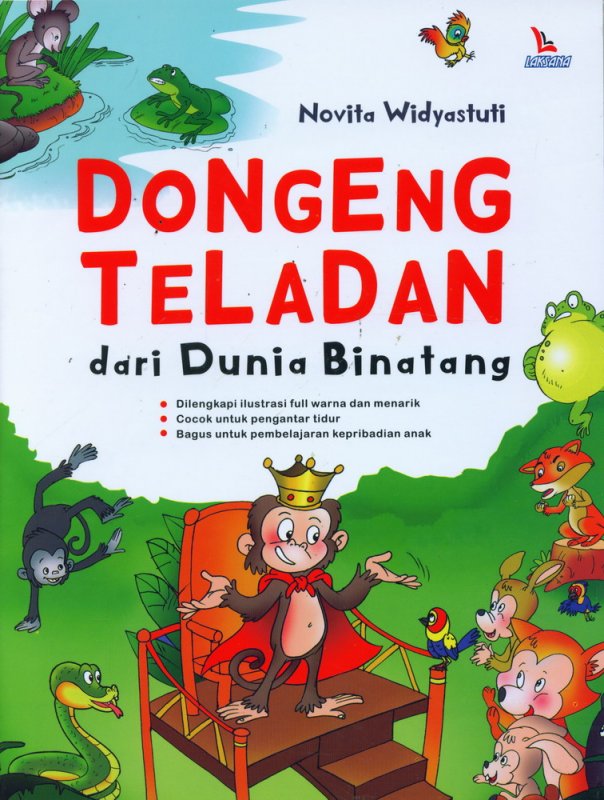 LAKSANA
Novita Widyastuti
DONGENG
TELADAN
dari Dunia Binatang
• Dilengkapi ilustrasi full warna dan menarik
• Cocok untuk pengantar tidur
• Bagus untuk pembelajaran kepribadian anak